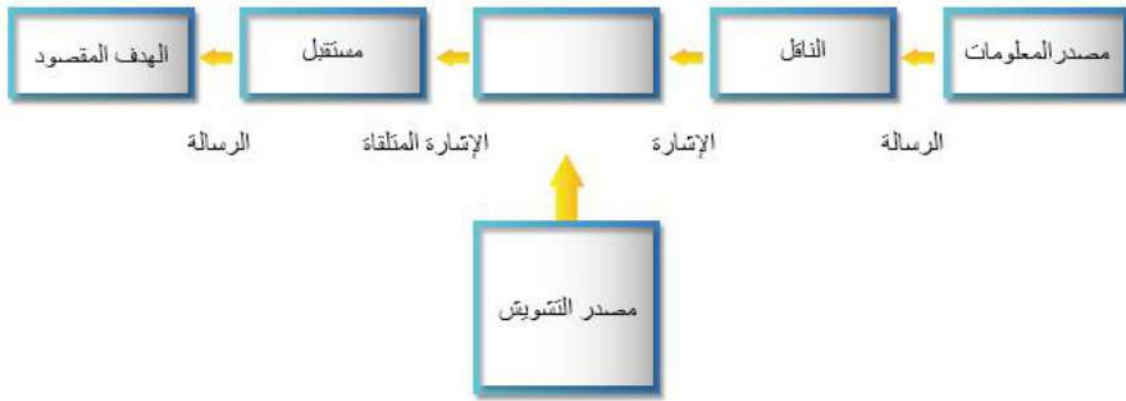 مصدر المعلومات
الناقل
مستقبل
الهدف المقصود
الرسالة
الإشارة
الإشارة المتلقاة
الرسالة
مصدر التشويش